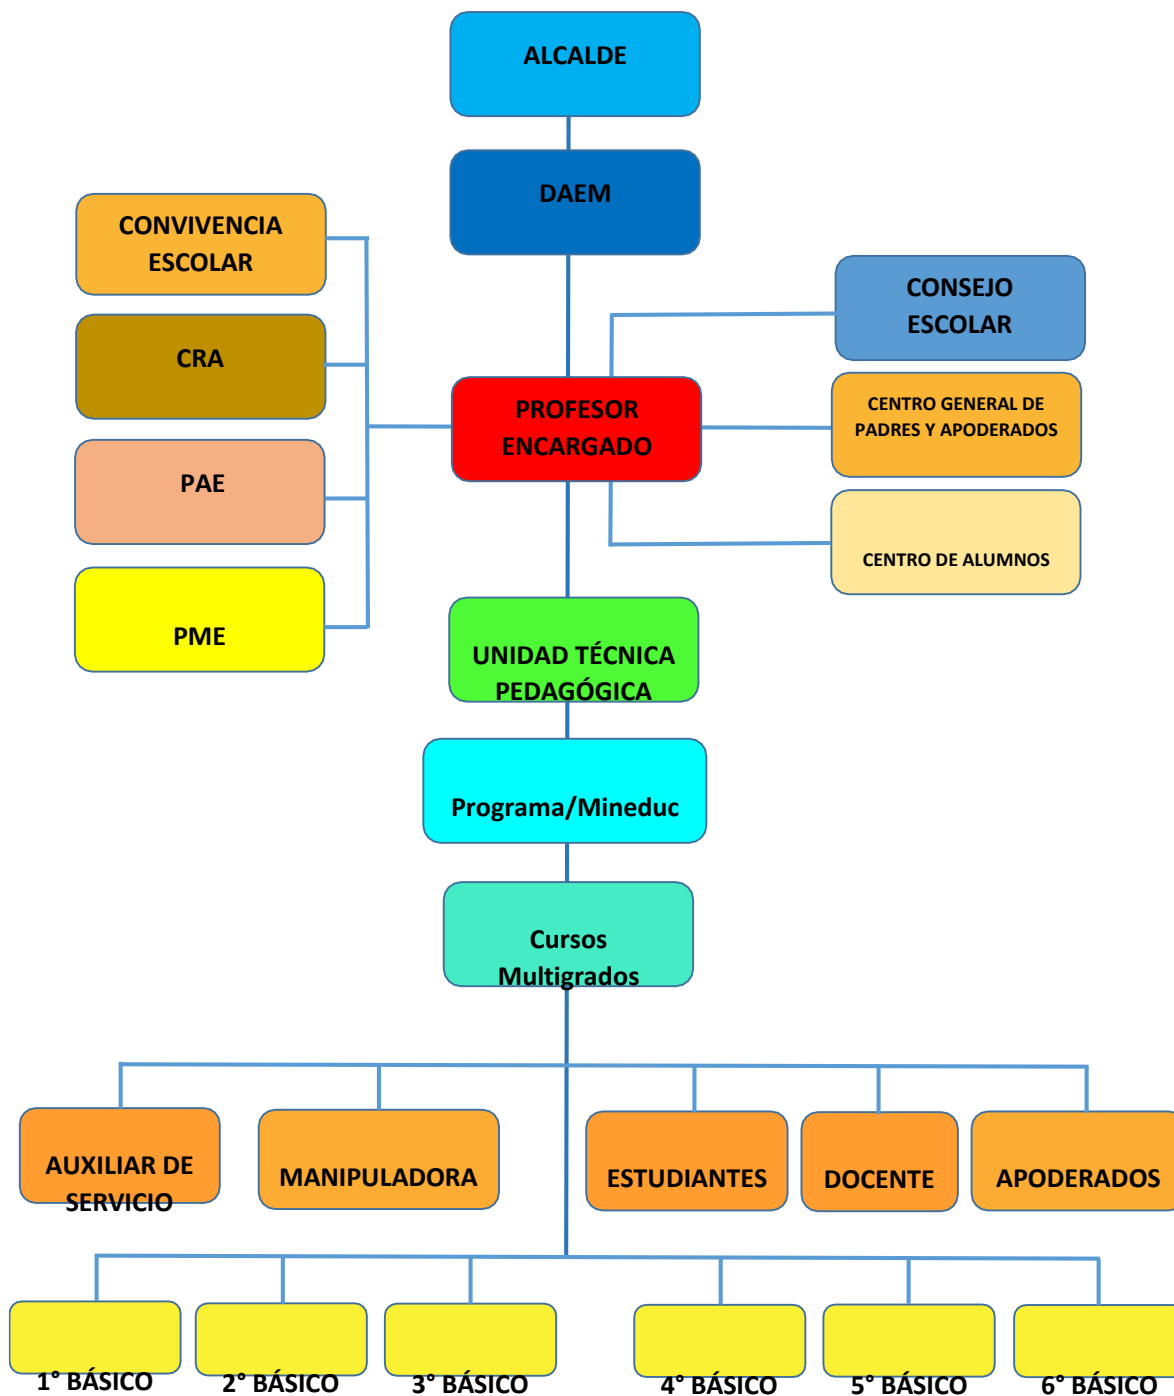 ALCALDE
DAEM
CONVIVENCIA
ESCOLAR
CRA
PAE
PME
PROFESOR
ENCARGADO
CONSEJO
ESCOLAR
CENTRO GENERAL DE
PADRES Y APODERADOS
CENTRO DE ALUMNOS
UNIDAD TÉCNICA
PEDAGÓGICA
Programa/Mineduc
Cursos
Multigrados
AUXILIAR DE
SERVICIO
MANIPULADORA
ESTUDIANTES
DOCENTE
APODERADOS
1° BÁSICO
2° BÁSICO
3° BÁSICO
4° BÁSICO
5° BÁSICO
6° BÁSICO